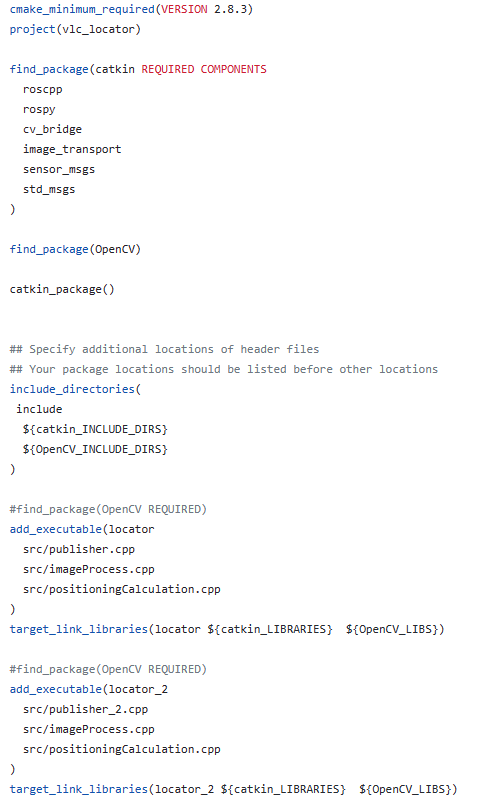 cmake_minimum_required(VERSION 2.8.3)
project(vlc_locator)

find_package(catkin REQUIRED COMPONENTS
  roscpp
  rospy
  cv_bridge
  image_transport
  sensor_msgs
  std_msgs
)

find_package(OpenCV)

catkin_package()


## Specify additional locations of header files
## Your package locations should be listed before other locations
include_directories(
 include
  ${catkin_INCLUDE_DIRS}
  ${OpenCV_INCLUDE_DIRS}
)

#find_package(OpenCV REQUIRED)
add_executable(locator
  src/publisher.cpp
  src/imageProcess.cpp
  src/positioningCalculation.cpp
)
target_link_libraries(locator ${catkin_LIBRARIES}  ${OpenCV_LIBS})

#find_package(OpenCV REQUIRED)
add_executable(locator_2
  src/publisher_2.cpp
  src/imageProcess.cpp
  src/positioningCalculation.cpp
)
target_link_libraries(locator_2 ${catkin_LIBRARIES}  ${OpenCV_LIBS})